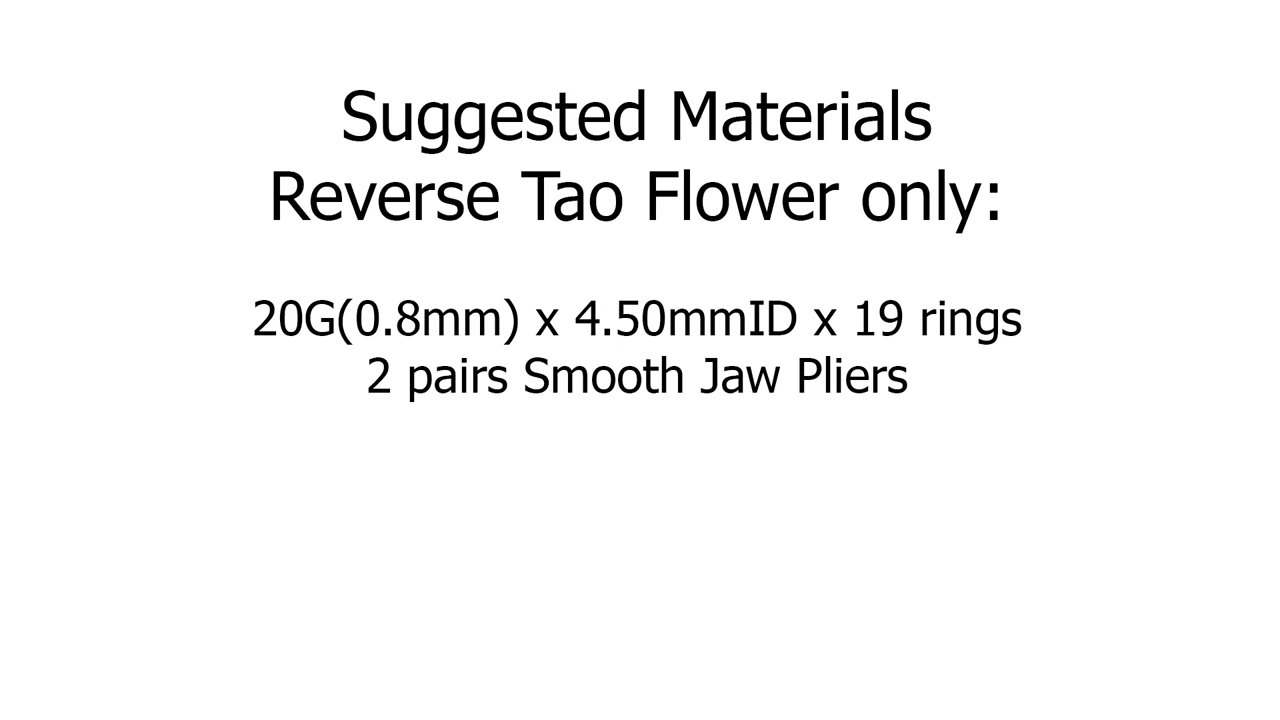 Suggested Materials
Reverse Tao Flower only:
20G(0.8mm) x 4.50mmID x 19 rings
2 pairs Smooth Jaw Pliers